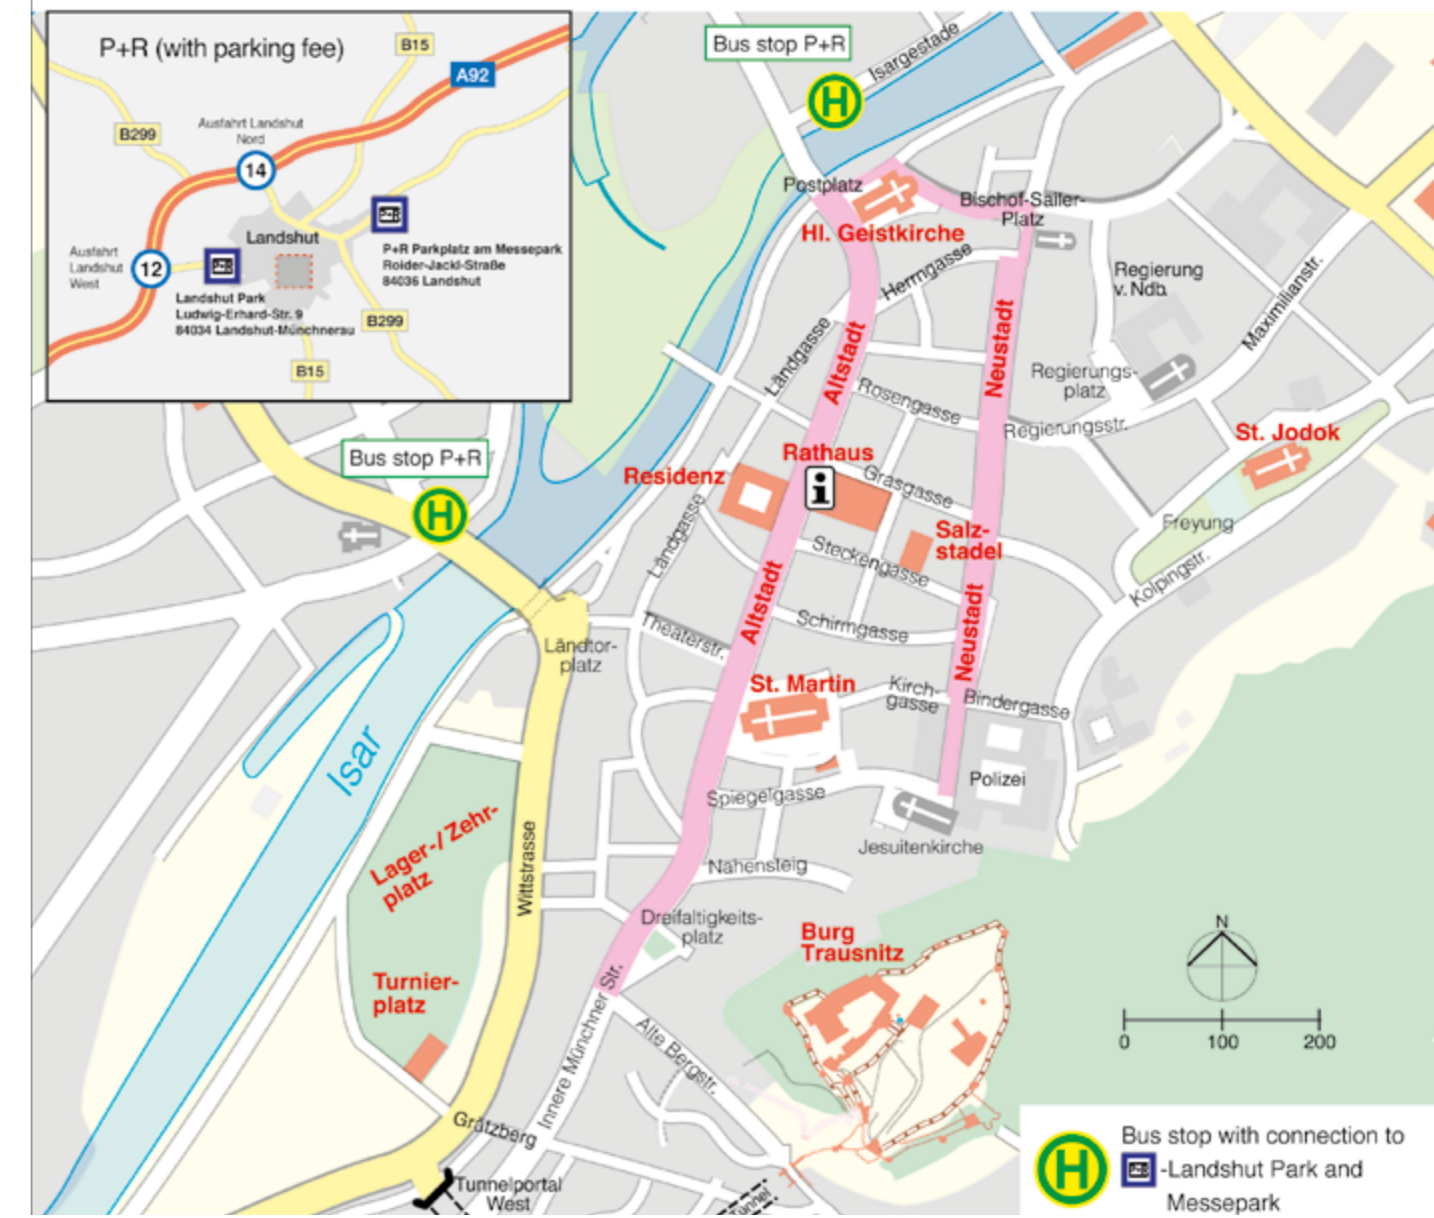 P+R (with parking fee)
B15
A92
B299
Ausfahrt Landshut
Nord
14
P+R
Landshut
Ausfahrt
Landshut
West
12
P+R
P+R Parkplatz am Messepark
Roider-Jackl-Straße
84036 Landshut
Landshut Park
Ludwig-Erhard-Str. 9
84034 Landshut-Münchnerau
B299
B15
Bus stop P+R
H
Isargestade
Postplatz
Bischof-Sailer-
Platz
Hl. Geistkirche
Herrngasse
Regierung
v. Ndb.
Maximilianstr.
Ländgasse
Altstadt
Neustadt
Regierungs-
platz
Rosengasse
Regierungsstr.
St. Jodok
Bus stop P+R
H
Residenz
Rathaus
i
Grasgasse
Salz-
stadel
Freyung
Kolpingstr.
Ländgasse
Steckengasse
Altstadt
Neustadt
Theaterstr.
Schirmgasse
Ländtor-
platz
St. Martin
Kirch-
gasse
Bindergasse
Isar
Polizei
Spiegelgasse
Jesuitenkirche
Lager-/ Zehr-
platz
Wittstrasse
Nahensteig
Dreifaltigkeits-
platz
Burg
Trausnitz
N
Turnier-
platz
Innere Münchner Str.
Alte Bergstr.
0 100 200
Grätzberg
Tunnelportal
West
Tunnel
H
Bus stop with connection to
P+R -Landshut Park and
Messepark